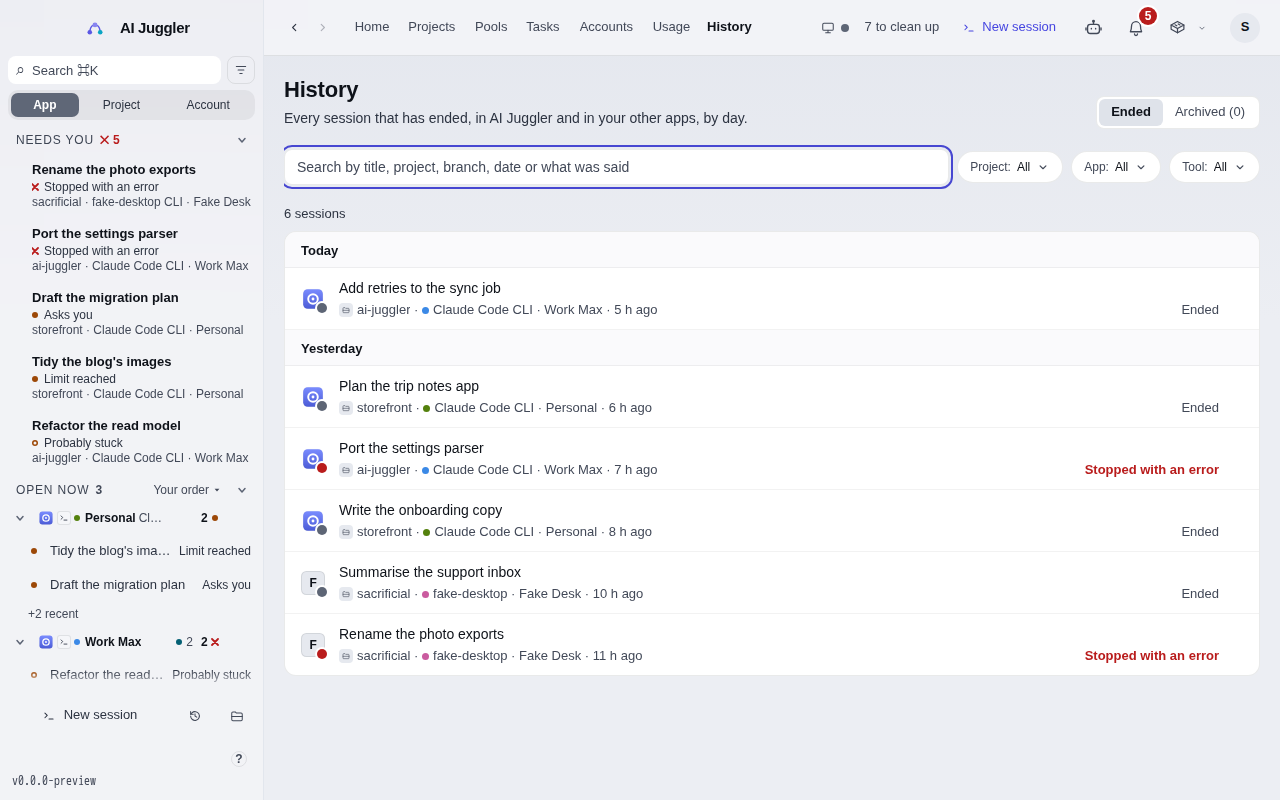 AI Juggler
Search ⌘K
App Project Account
NEEDS YOU 5
Rename the photo exports
Stopped with an error
sacrificial · fake-desktop CLI · Fake Desk
Port the settings parser
Stopped with an error
ai-juggler · Claude Code CLI · Work Max
Draft the migration plan
Asks you
storefront · Claude Code CLI · Personal
Tidy the blog's images
Limit reached
storefront · Claude Code CLI · Personal
Refactor the read model
Probably stuck
ai-juggler · Claude Code CLI · Work Max
OPEN NOW 3 Your order
Personal Cl… 2
Tidy the blog's ima… Limit reached
Draft the migration plan Asks you
+2 recent
Work Max 2 2
Refactor the read… Probably stuck
New session
?
v0.0.0-preview
Home Projects Pools Tasks Accounts Usage History 7 to clean up New session 5 S
History
Every session that has ended, in AI Juggler and in your other apps, by day.
Ended Archived (0)
Search by title, project, branch, date or what was said
Project: All App: All Tool: All
6 sessions
Today
Add retries to the sync job
ai-juggler · Claude Code CLI · Work Max · 5 h ago Ended
Yesterday
Plan the trip notes app
storefront · Claude Code CLI · Personal · 6 h ago Ended
Port the settings parser
ai-juggler · Claude Code CLI · Work Max · 7 h ago Stopped with an error
Write the onboarding copy
storefront · Claude Code CLI · Personal · 8 h ago Ended
F
Summarise the support inbox
sacrificial · fake-desktop · Fake Desk · 10 h ago Ended
F
Rename the photo exports
sacrificial · fake-desktop · Fake Desk · 11 h ago Stopped with an error